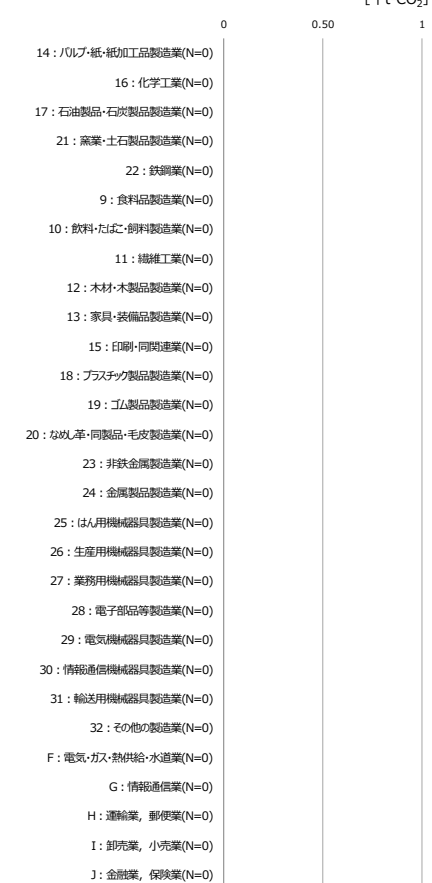 [千t-CO₂]
0 0.50 1
14：パルプ・紙・紙加工品製造業(N=0)
16：化学工業(N=0)
17：石油製品・石炭製品製造業(N=0)
21：窯業・土石製品製造業(N=0)
22：鉄鋼業(N=0)
9：食料品製造業(N=0)
10：飲料・たばこ・飼料製造業(N=0)
11：繊維工業(N=0)
12：木材・木製品製造業(N=0)
13：家具・装備品製造業(N=0)
15：印刷・同関連業(N=0)
18：プラスチック製品製造業(N=0)
19：ゴム製品製造業(N=0)
20：なめし革・同製品・毛皮製造業(N=0)
23：非鉄金属製造業(N=0)
24：金属製品製造業(N=0)
25：はん用機械器具製造業(N=0)
26：生産用機械器具製造業(N=0)
27：業務用機械器具製造業(N=0)
28：電子部品等製造業(N=0)
29：電気機械器具製造業(N=0)
30：情報通信機械器具製造業(N=0)
31：輸送用機械器具製造業(N=0)
32：その他の製造業(N=0)
F：電気・ガス・熱供給・水道業(N=0)
G：情報通信業(N=0)
H：運輸業，郵便業(N=0)
I：卸売業，小売業(N=0)
J：金融業，保険業(N=0)